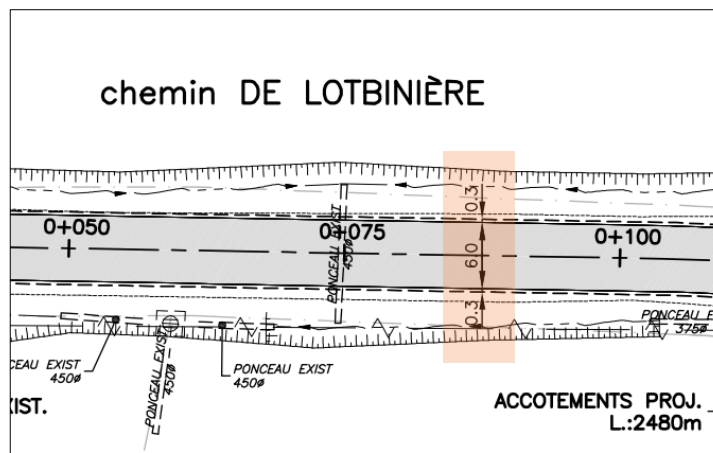 chemin DE LOTBINIÈRE
0.3
0+050
0+075
6.0
0+100
PONCEAU EXIST
450ø
0.3
PONCEAU E
375ø
CEAU EXIST
450ø
PONCEAU EXIST
450ø
PONCEAU EXIST
450ø
XIST.
ACCOTEMENTS PROJ.
L.:2480m